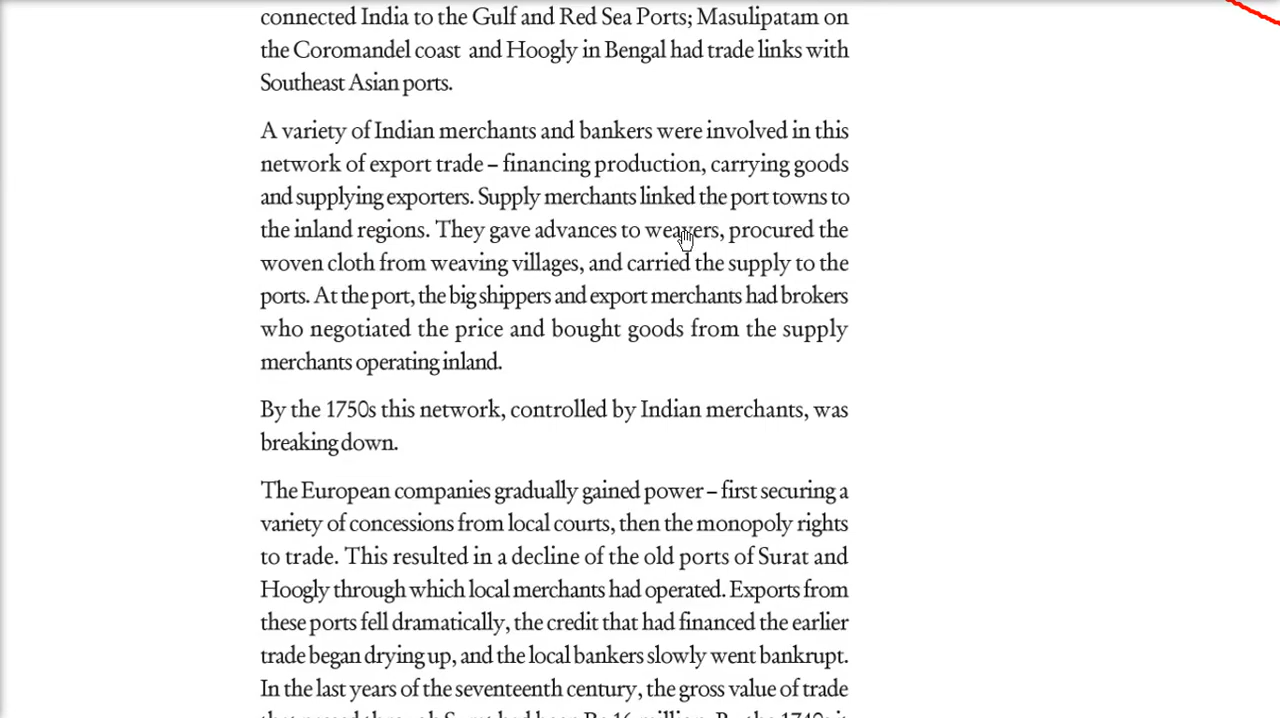 connected India to the Gulf and Red Sea Ports; Masulipatam on
the Coromandel coast and Hoogly in Bengal had trade links with
Southeast Asian ports.
A variety of Indian merchants and bankers were involved in this
network of export trade – financing production, carrying goods
and supplying exporters. Supply merchants linked the port towns to
the inland regions. They gave advances to weavers, procured the
woven cloth from weaving villages, and carried the supply to the
ports. At the port, the big shippers and export merchants had brokers
who negotiated the price and bought goods from the supply
merchants operating inland.
By the 1750s this network, controlled by Indian merchants, was
breaking down.
The European companies gradually gained power – first securing a
variety of concessions from local courts, then the monopoly rights
to trade. This resulted in a decline of the old ports of Surat and
Hoogly through which local merchants had operated. Exports from
these ports fell dramatically, the credit that had financed the earlier
trade began drying up, and the local bankers slowly went bankrupt.
In the last years of the seventeenth century, the gross value of trade